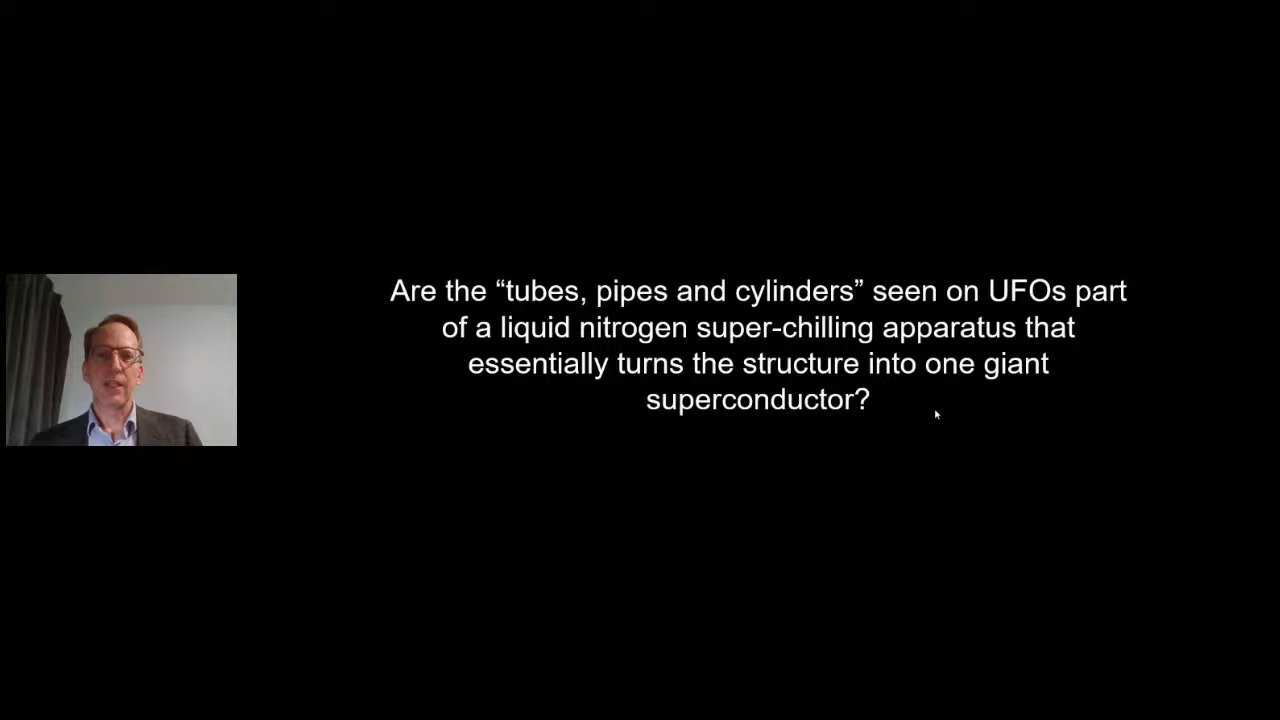 Are the “tubes, pipes and cylinders” seen on UFOs part
of a liquid nitrogen super-chilling apparatus that
essentially turns the structure into one giant
superconductor?